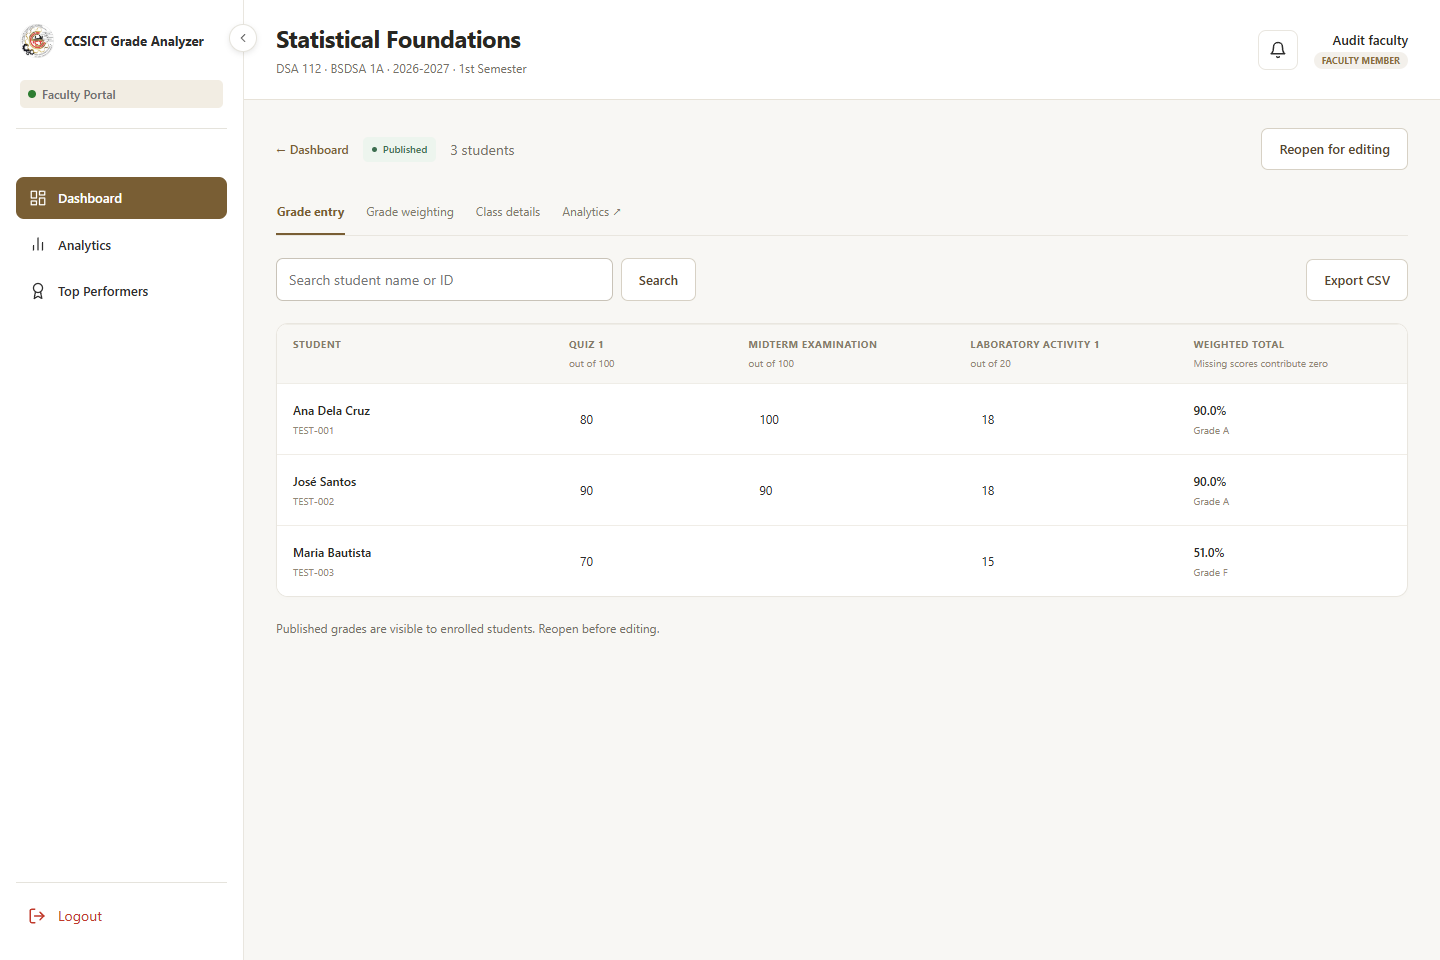 CCSICT Grade Analyzer
Faculty Portal
Dashboard
Analytics
Top Performers
Logout
Statistical Foundations
DSA 112 · BSDSA 1A · 2026-2027 · 1st Semester
Audit faculty
FACULTY MEMBER
← Dashboard
Published
3 students
Reopen for editing
Grade entry
Grade weighting
Class details
Analytics ↗
Search student name or ID
Search
Export CSV
STUDENT
QUIZ 1
out of 100
MIDTERM EXAMINATION
out of 100
LABORATORY ACTIVITY 1
out of 20
WEIGHTED TOTAL
Missing scores contribute zero
Ana Dela Cruz
TEST-001
80
100
18
90.0%
Grade A
José Santos
TEST-002
90
90
18
90.0%
Grade A
Maria Bautista
TEST-003
70
15
51.0%
Grade F
Published grades are visible to enrolled students. Reopen before editing.